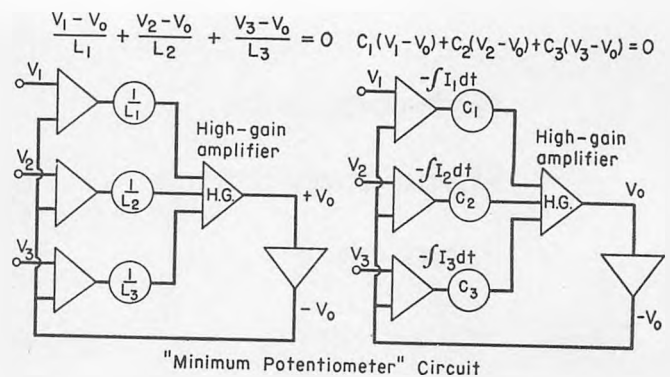 (V₁ - V₀)/L₁ + (V₂ - V₀)/L₂ + (V₃ - V₀)/L₃ = 0
C₁(V₁-V₀)+C₂(V₂-V₀)+C₃(V₃-V₀)=0
V₁
1/L₁
High-gain
amplifier
V₂
1/L₂
H.G.
+V₀
V₃
1/L₃
-V₀
V₁
-∫I₁dt
C₁
High-gain
amplifier
V₂
-∫I₂dt
C₂
H.G.
V₀
V₃
-∫I₃dt
C₃
-V₀
"Minimum Potentiometer" Circuit